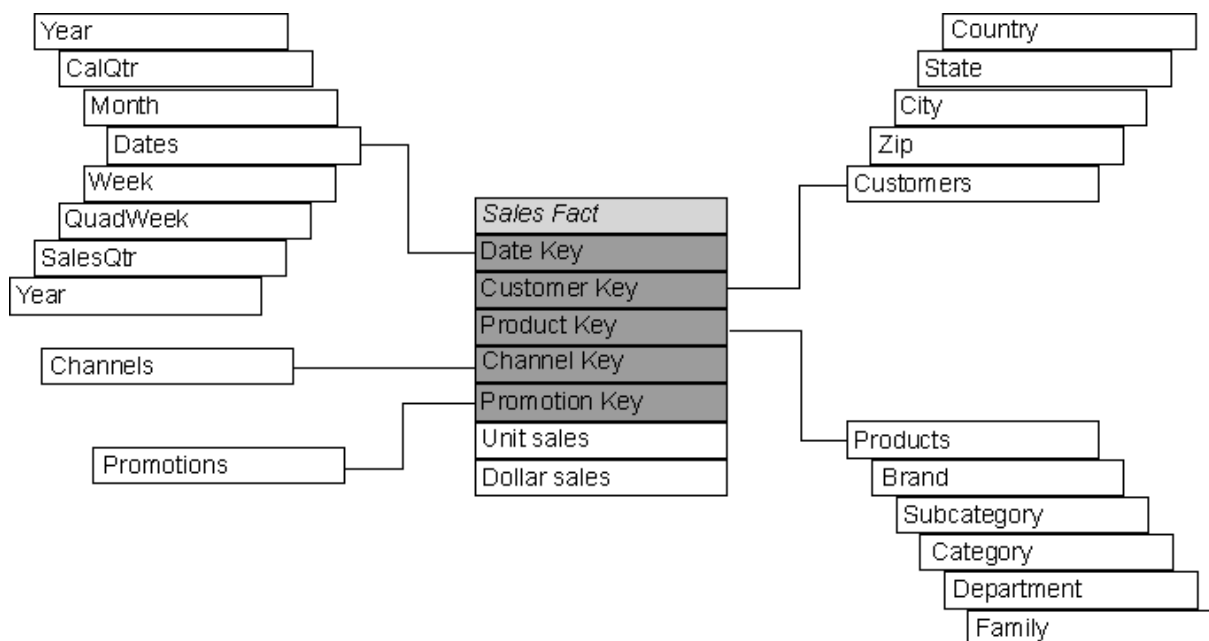 Year
CalQtr
Month
Dates
Week
QuadWeek
SalesQtr
Year
Channels
Promotions
Sales Fact
Date Key
Customer Key
Product Key
Channel Key
Promotion Key
Unit sales
Dollar sales
Country
State
City
Zip
Customers
Products
Brand
Subcategory
Category
Department
Family